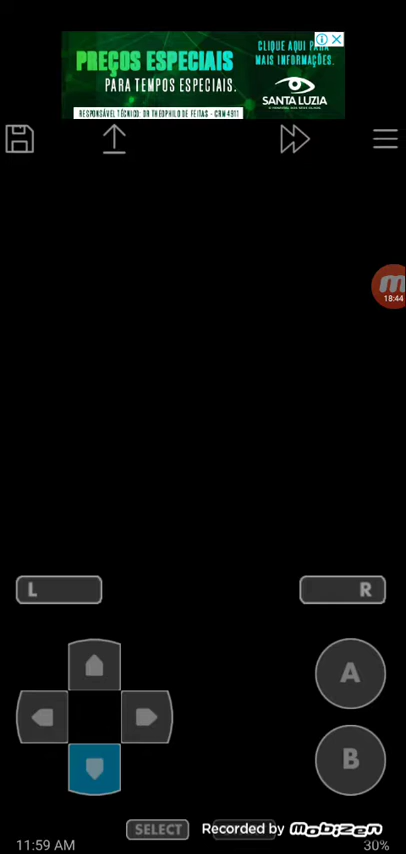 PREÇOS ESPECIAIS
PARA TEMPOS ESPECIAIS.
RESPONSÁVEL TÉCNICO: DR THEOPHILO DE FEITAS - CRM 4911
CLIQUE AQUI PARA
MAIS INFORMAÇÕES.
SANTA LUZIA
18:44
L
R
A
B
SELECT
Recorded by mobizen
11:59 AM
30%